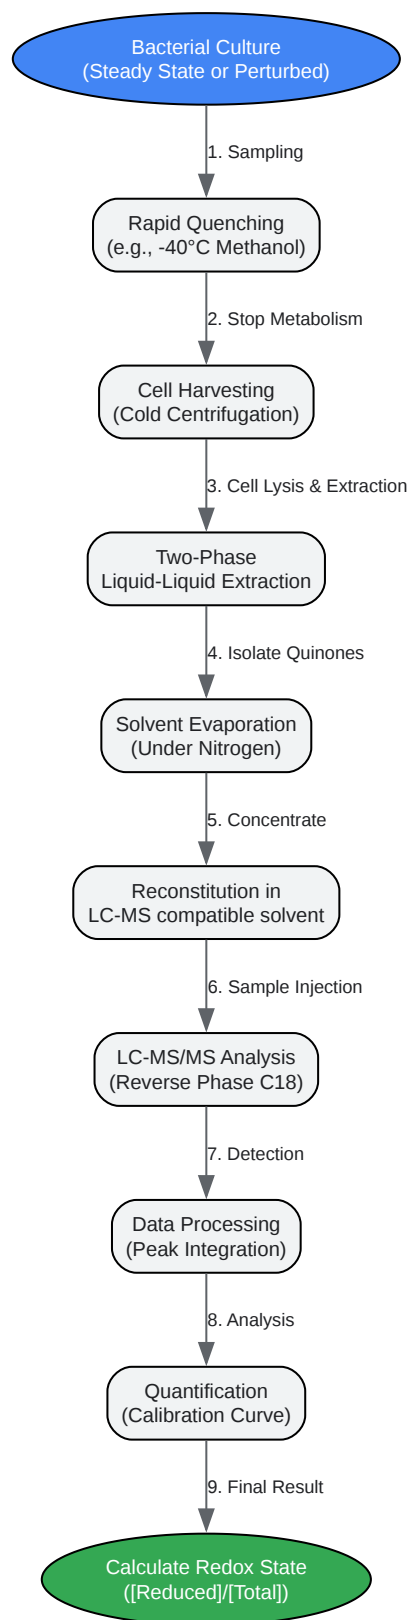 Bacterial Culture
(Steady State or Perturbed)
1. Sampling
Rapid Quenching
(e.g., -40°C Methanol)
2. Stop Metabolism
Cell Harvesting
(Cold Centrifugation)
3. Cell Lysis & Extraction
Two-Phase
Liquid-Liquid Extraction
4. Isolate Quinones
Solvent Evaporation
(Under Nitrogen)
5. Concentrate
Reconstitution in
LC-MS compatible solvent
6. Sample Injection
LC-MS/MS Analysis
(Reverse Phase C18)
7. Detection
Data Processing
(Peak Integration)
8. Analysis
Quantification
(Calibration Curve)
9. Final Result
Calculate Redox State
([Reduced]/[Total])